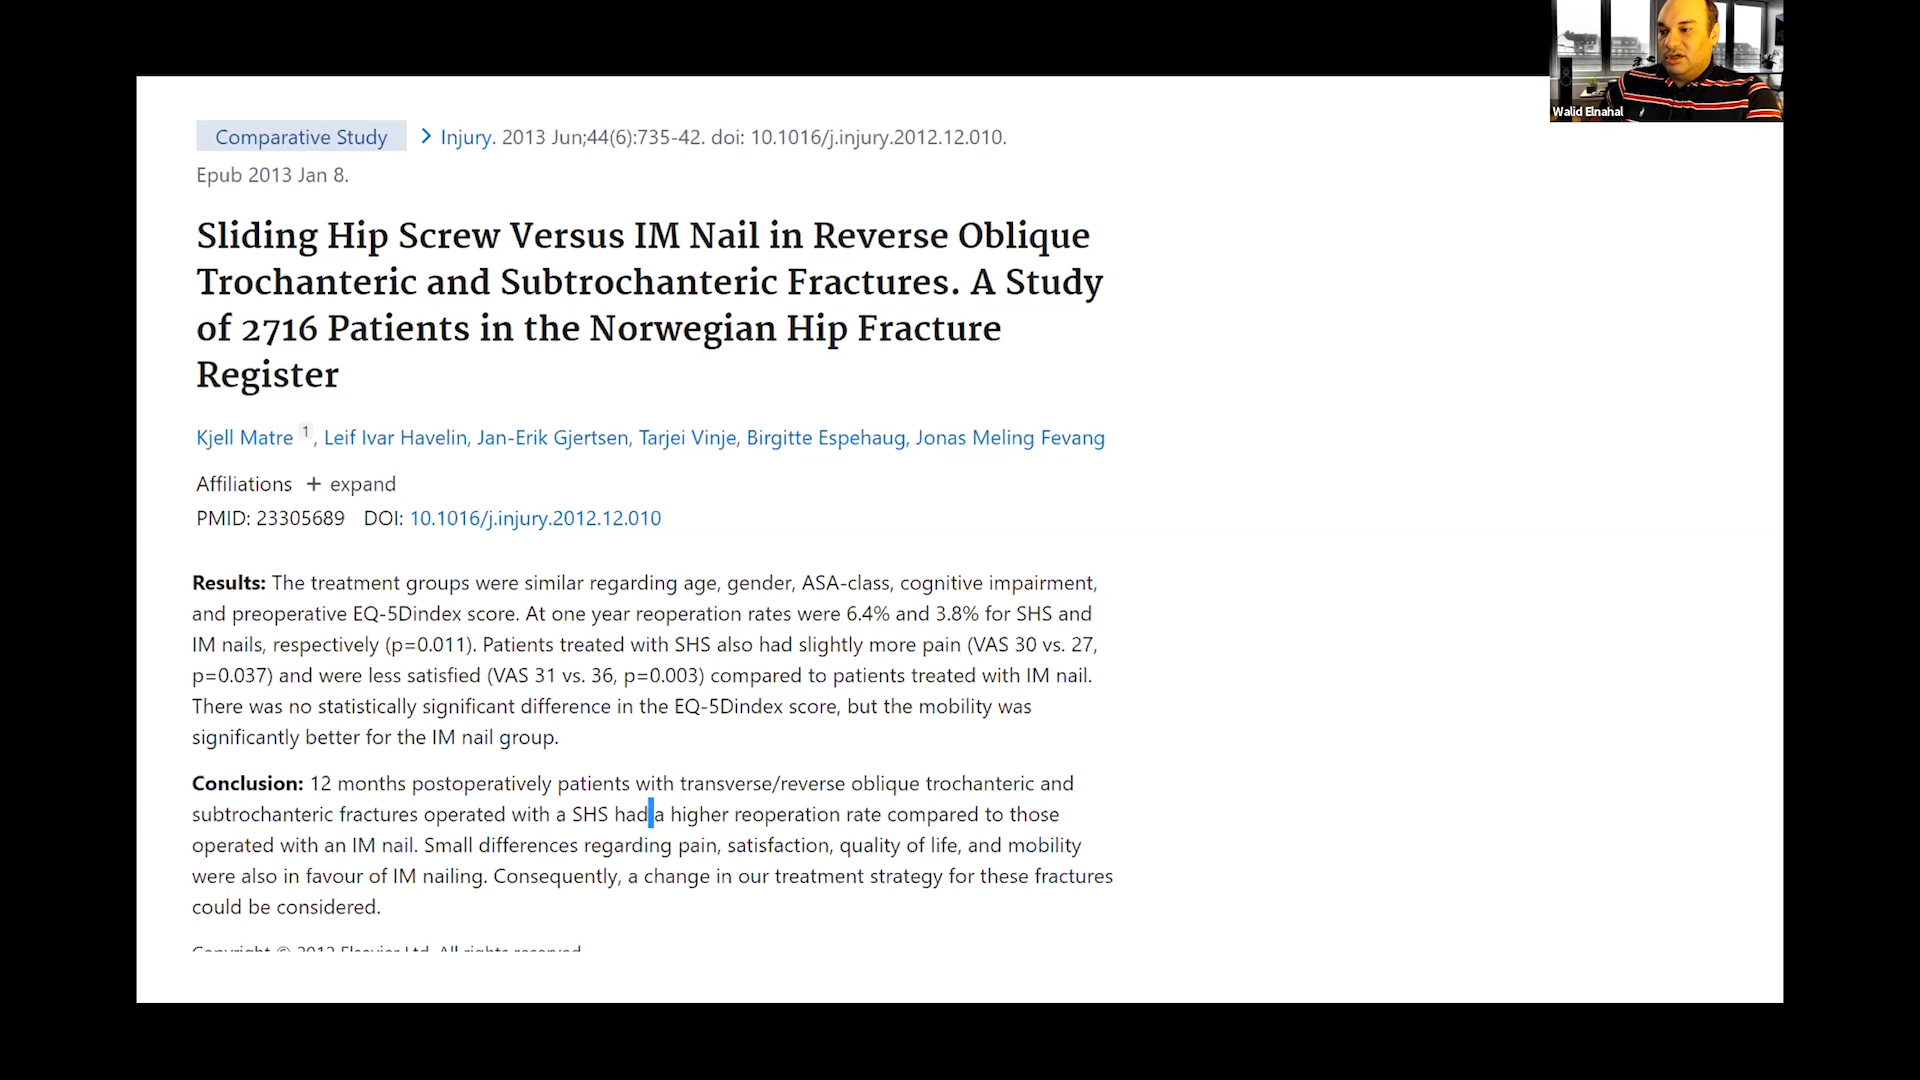 Walid Elnahal
Comparative Study > Injury. 2013 Jun;44(6):735-42. doi: 10.1016/j.injury.2012.12.010.
Epub 2013 Jan 8.
Sliding Hip Screw Versus IM Nail in Reverse Oblique
Trochanteric and Subtrochanteric Fractures. A Study
of 2716 Patients in the Norwegian Hip Fracture
Register
Kjell Matre 1, Leif Ivar Havelin, Jan-Erik Gjertsen, Tarjei Vinje, Birgitte Espehaug, Jonas Meling Fevang
Affiliations + expand
PMID: 23305689 DOI: 10.1016/j.injury.2012.12.010
Results: The treatment groups were similar regarding age, gender, ASA-class, cognitive impairment,
and preoperative EQ-5Dindex score. At one year reoperation rates were 6.4% and 3.8% for SHS and
IM nails, respectively (p=0.011). Patients treated with SHS also had slightly more pain (VAS 30 vs. 27,
p=0.037) and were less satisfied (VAS 31 vs. 36, p=0.003) compared to patients treated with IM nail.
There was no statistically significant difference in the EQ-5Dindex score, but the mobility was
significantly better for the IM nail group.
Conclusion: 12 months postoperatively patients with transverse/reverse oblique trochanteric and
subtrochanteric fractures operated with a SHS had a higher reoperation rate compared to those
operated with an IM nail. Small differences regarding pain, satisfaction, quality of life, and mobility
were also in favour of IM nailing. Consequently, a change in our treatment strategy for these fractures
could be considered.
Copyright © 2012 Elsevier Ltd. All rights reserved